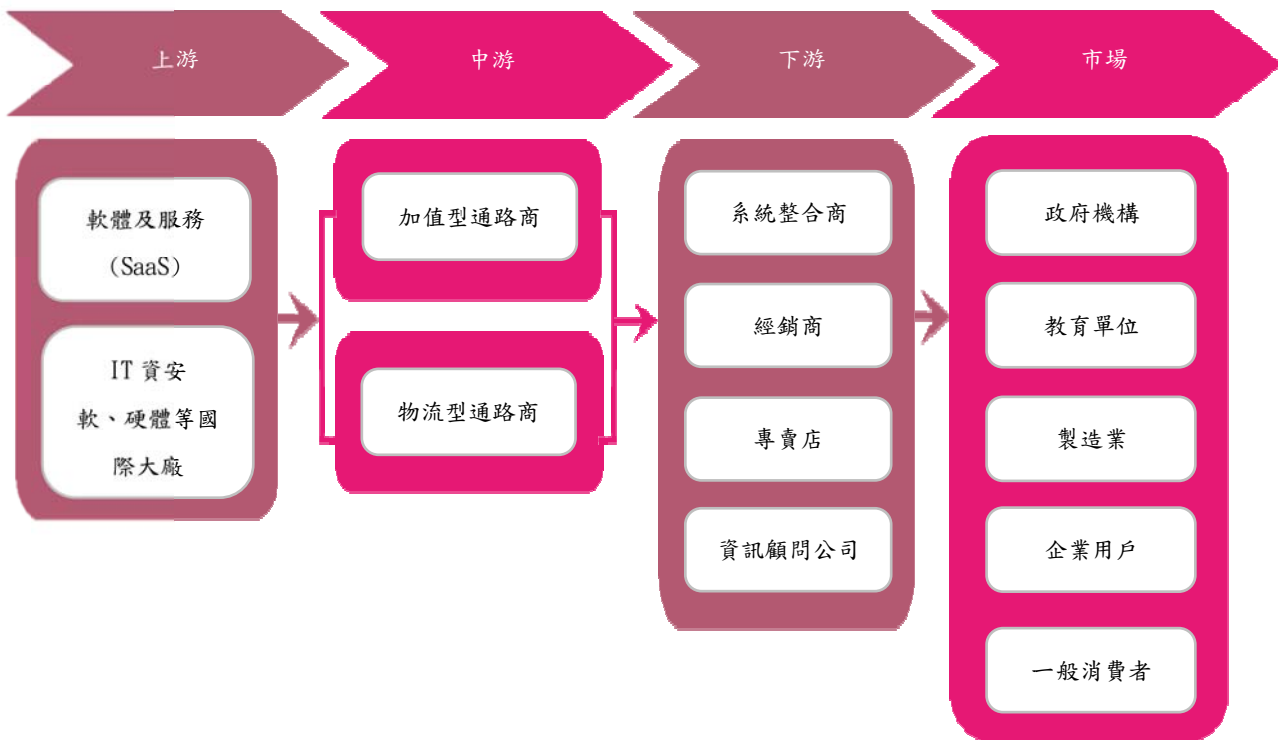 上游
中游
下游
市場
軟體及服務
(SaaS)
IT 資安
軟、硬體等國
際大廠
加值型通路商
物流型通路商
系統整合商
經銷商
專賣店
資訊顧問公司
政府機構
教育單位
製造業
企業用戶
一般消費者